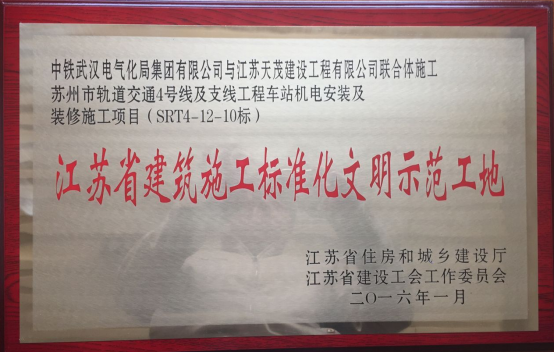 中铁武汉电气化局集团有限公司与江苏天茂建设工程有限公司联合体施工
苏州市轨道交通4号线及支线工程车站机电安装及
装修施工项目（SRT4-12-10标）
江苏省建筑施工标准化文明示范工地
江苏省住房和城乡建设厅
江苏省建设工会工作委员会
二〇一六年一月